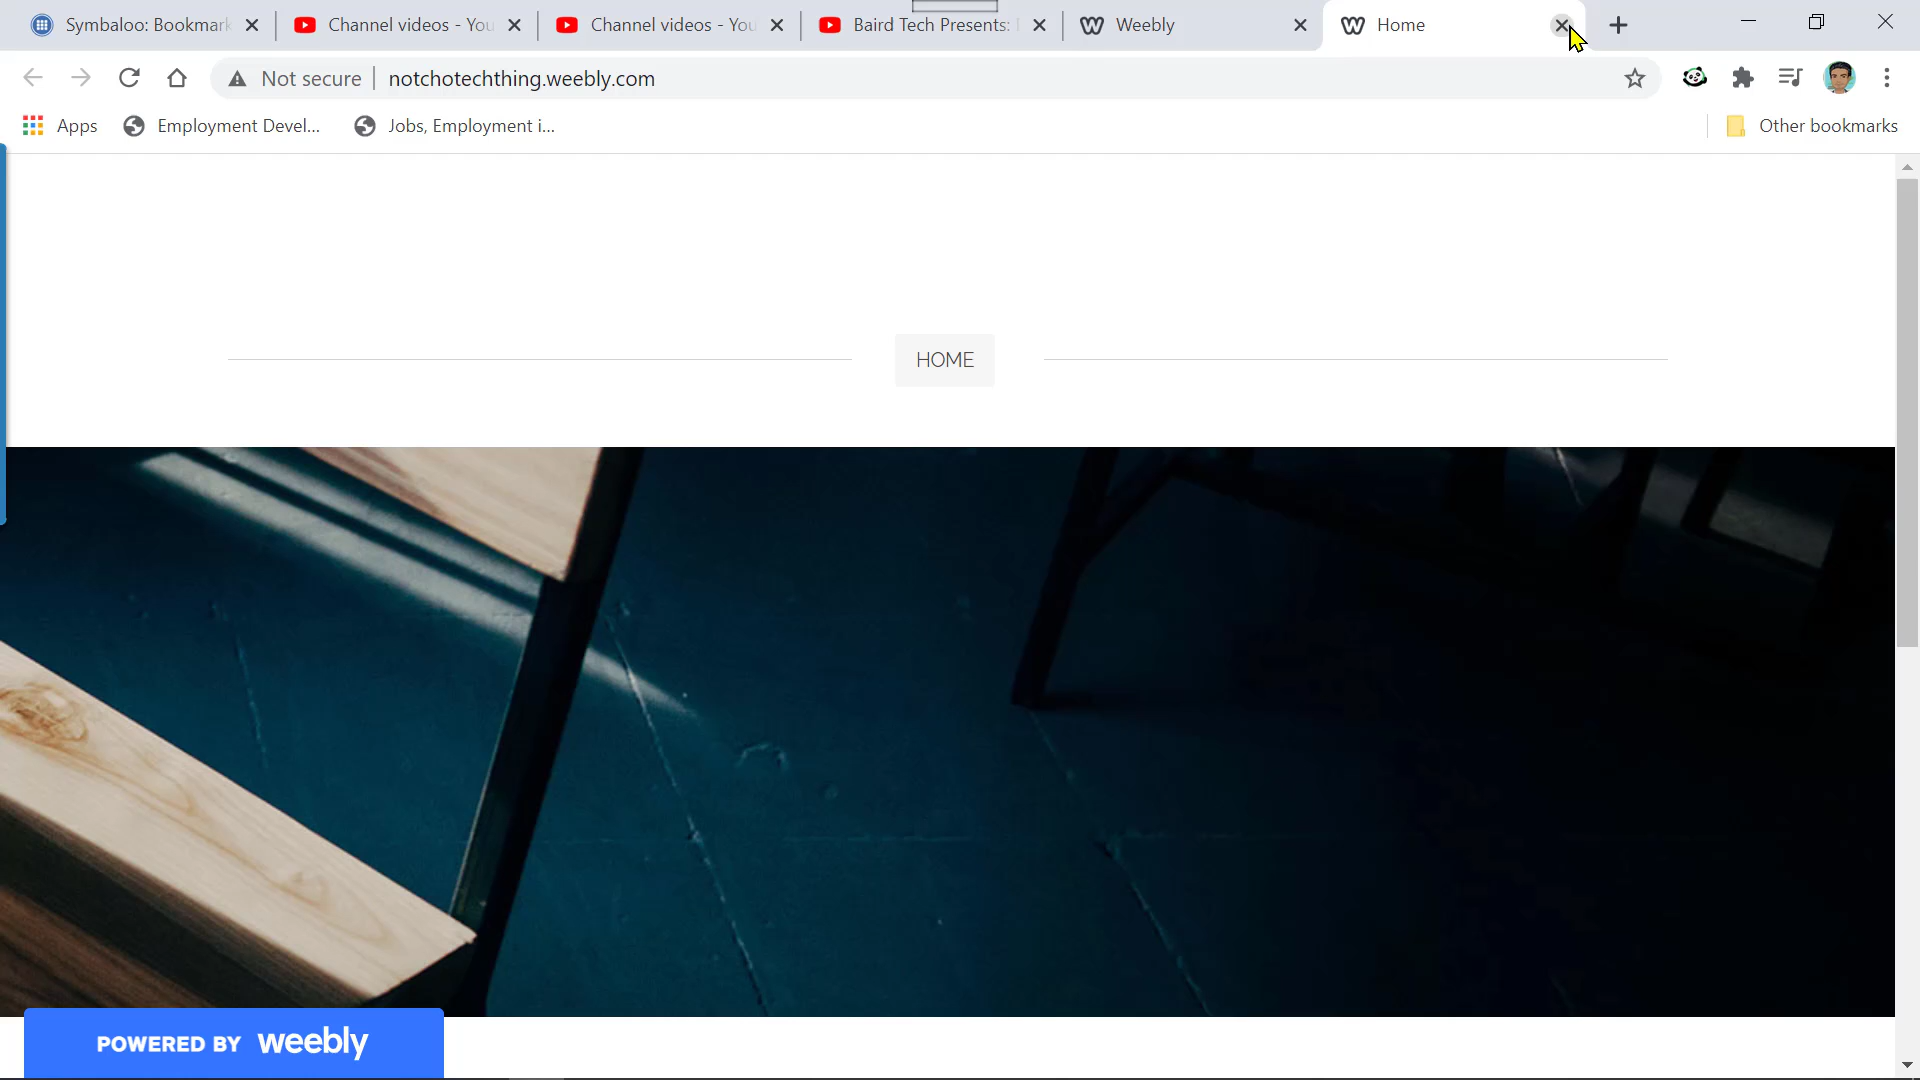 Symbaloo: Bookmark
Channel videos - You
Channel videos - You
Baird Tech Presents:
Weebly
Home
Not secure
notchotechthing.weebly.com
Apps
Employment Devel...
Jobs, Employment i...
Other bookmarks
HOME
POWERED BY weebly